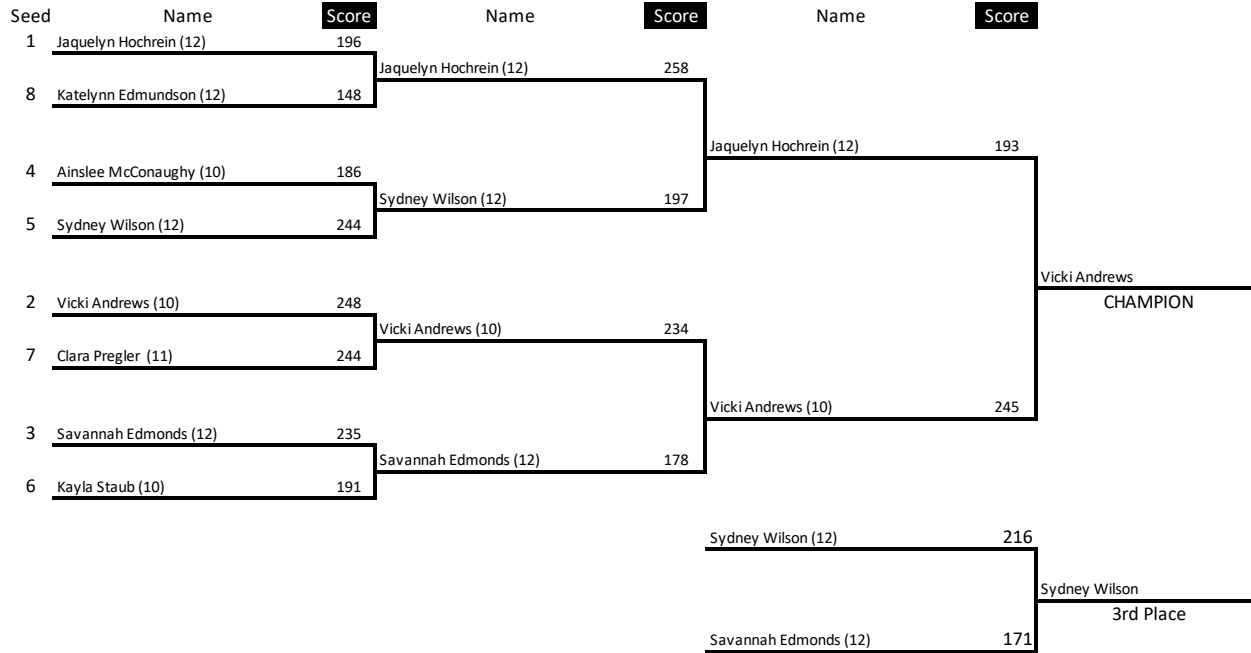 Seed Name Score Name Score Name Score
1 Jaquelyn Hochrein (12) 196
Jaquelyn Hochrein (12) 258
8 Katelynn Edmundson (12) 148
Jaquelyn Hochrein (12) 193
4 Ainslee McConaughy (10) 186
Sydney Wilson (12) 197
5 Sydney Wilson (12) 244
Vicki Andrews
2 Vicki Andrews (10) 248
CHAMPION
Vicki Andrews (10) 234
7 Clara Pregler (11) 244
Vicki Andrews (10) 245
3 Savannah Edmonds (12) 235
Savannah Edmonds (12) 178
6 Kayla Staub (10) 191
Sydney Wilson (12) 216
Sydney Wilson
3rd Place
Savannah Edmonds (12) 171